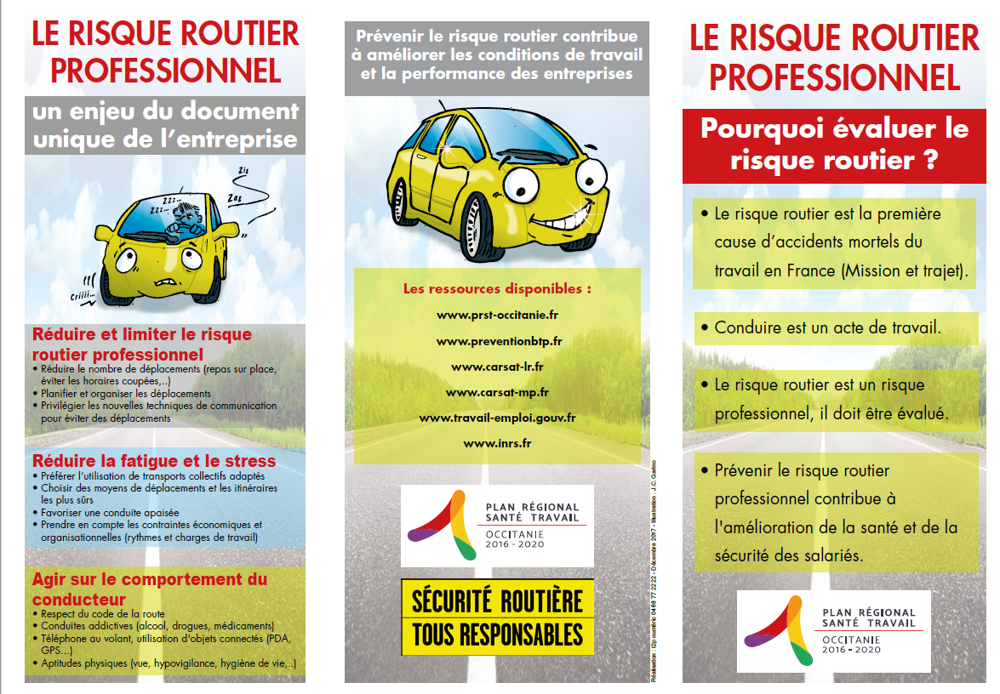 LE RISQUE ROUTIER
PROFESSIONNEL
un enjeu du document
unique de l'entreprise
Ziz
Zzz...
ZZZ...
Zzz
Criiii...
Réduire et limiter le risque
routier professionnel
• Réduire le nombre de déplacements (repas sur place,
éviter les horaires coupées,..)
• Planifier et organiser les déplacements
• Privilégier les nouvelles techniques de communication
pour éviter des déplacements
Réduire la fatigue et le stress
• Préférer l'utilisation de transports collectifs adaptés
• Choisir des moyens de déplacements et les itinéraires
les plus sûrs
• Favoriser une conduite apaisée
• Prendre en compte les contraintes économiques et
organisationnelles (rythmes et charges de travail)
Agir sur le comportement du
conducteur
• Respect du code de la route
• Conduites addictives (alcool, drogues, médicaments)
• Téléphone au volant, utilisation d'objets connectés (PDA,
GPS...)
• Aptitudes physiques (vue, hypovigilance, hygiène de vie,..)
Prévenir le risque routier contribue
à améliorer les conditions de travail
et la performance des entreprises
Les ressources disponibles :
www.prst-occitanie.fr
www.preventionbtp.fr
www.carsat-lr.fr
www.carsat-mp.fr
www.travail-emploi.gouv.fr
www.inrs.fr
PLAN RÉGIONAL
SANTÉ TRAVAIL
OCCITANIE
2016 - 2020
SÉCURITÉ ROUTIÈRE
TOUS RESPONSABLES
Réalisation : t2p numéric 0468 77 2222 - Décembre 2017 - Illustration : J.C. Garino
LE RISQUE ROUTIER
PROFESSIONNEL
Pourquoi évaluer le
risque routier ?
• Le risque routier est la première
cause d'accidents mortels du
travail en France (Mission et trajet).
• Conduire est un acte de travail.
• Le risque routier est un risque
professionnel, il doit être évalué.
• Prévenir le risque routier
professionnel contribue à
l'amélioration de la santé et de la
sécurité des salariés.
PLAN RÉGIONAL
SANTÉ TRAVAIL
OCCITANIE
2016 - 2020